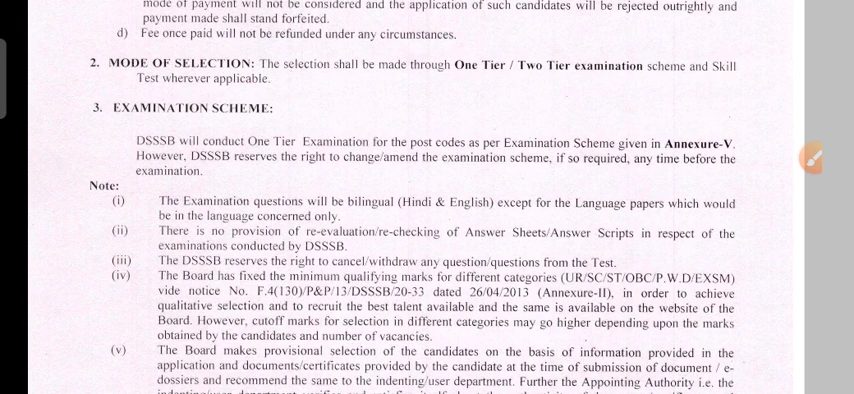 mode of payment will not be considered and the application of such candidates will be rejected outrightly and
payment made shall stand forfeited.
d) Fee once paid will not be refunded under any circumstances.
2. MODE OF SELECTION: The selection shall be made through One Tier / Two Tier examination scheme and Skill
Test wherever applicable.
3. EXAMINATION SCHEME:
DSSSB will conduct One Tier Examination for the post codes as per Examination Scheme given in Annexure-V.
However, DSSSB reserves the right to change/amend the examination scheme, if so required, any time before the
examination.
Note:
(i) The Examination questions will be bilingual (Hindi & English) except for the Language papers which would
be in the language concerned only.
(ii) There is no provision of re-evaluation/re-checking of Answer Sheets/Answer Scripts in respect of the
examinations conducted by DSSSB.
(iii) The DSSSB reserves the right to cancel/withdraw any question/questions from the Test.
(iv) The Board has fixed the minimum qualifying marks for different categories (UR/SC/ST/OBC/P.W.D/EXSM)
vide notice No. F.4(130)/P&P/13/DSSSB/20-33 dated 26/04/2013 (Annexure-II), in order to achieve
qualitative selection and to recruit the best talent available and the same is available on the website of the
Board. However, cutoff marks for selection in different categories may go higher depending upon the marks
obtained by the candidates and number of vacancies.
(v) The Board makes provisional selection of the candidates on the basis of information provided in the
application and documents/certificates provided by the candidate at the time of submission of document / e-
dossiers and recommend the same to the indenting/user department. Further the Appointing Authority i.e. the